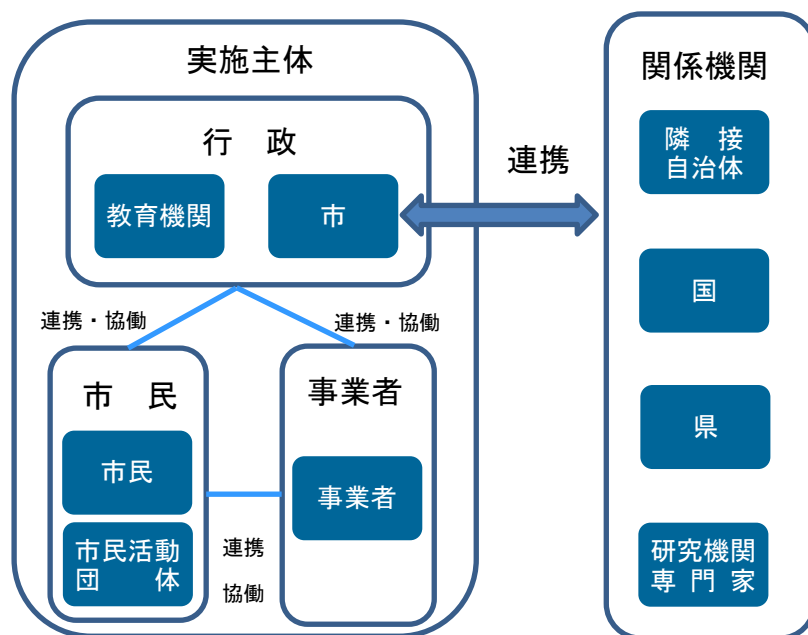 実施主体
行　政
教育機関
市
連携・協働
連携・協働
市　民
市民
市民活動
団　　体
事業者
事業者
連携
協働
連携
関係機関
隣　接
自治体
国
県
研究機関
専 門 家